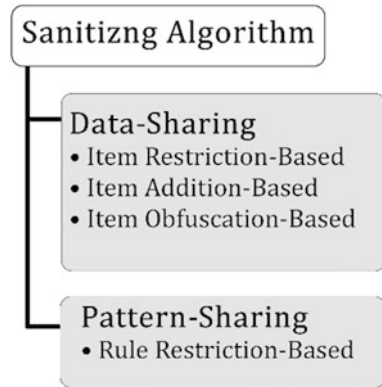 Sanitizng Algorithm
Data-Sharing
• Item Restriction-Based
• Item Addition-Based
• Item Obfuscation-Based
Pattern-Sharing
• Rule Restriction-Based